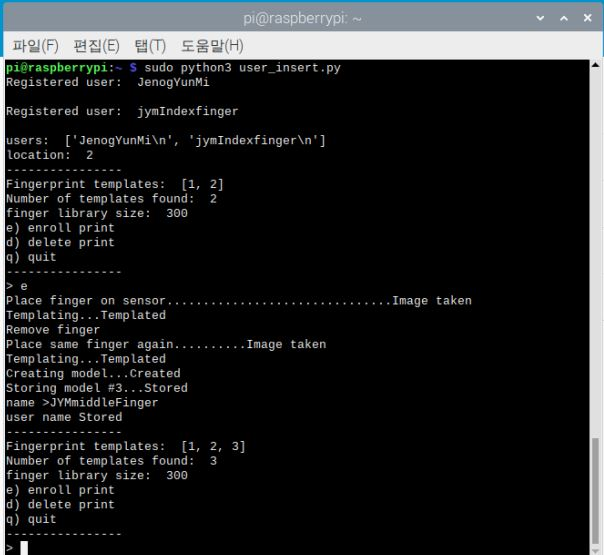 pi@raspberrypi: ~
파일(F) 편집(E) 탭(T) 도움말(H)
pi@raspberrypi:~ $ sudo python3 user_insert.py
Registered user:  JenogYunMi
Registered user:  jymIndexfinger
users:  ['JenogYunMi\n', 'jymIndexfinger\n']
location:  2
----------------
Fingerprint templates:  [1, 2]
Number of templates found:  2
finger library size:  300
e) enroll print
d) delete print
q) quit
----------------
> e
Place finger on sensor...............................Image taken
Templating...Templated
Remove finger
Place same finger again..........Image taken
Templating...Templated
Creating model...Created
Storing model #3...Stored
name >JYMmiddleFinger
user name Stored
----------------
Fingerprint templates:  [1, 2, 3]
Number of templates found:  3
finger library size:  300
e) enroll print
d) delete print
q) quit
----------------
>